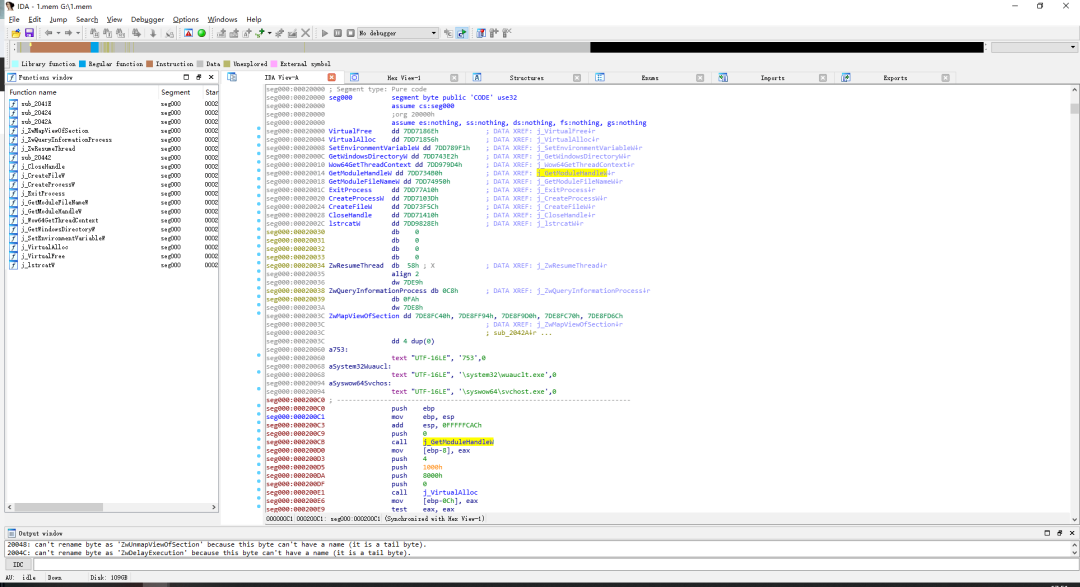 IDA - 1.mem G:\1.mem
File Edit Jump Search View Debugger Options Windows Help
No debugger
Library function Regular function Instruction Data Unexplored External symbol
Functions window
IDA View-A
Hex View-1
Structures
Enums
Imports
Exports
Function name Segment Star
sub_2041E seg000 0002
sub_20424 seg000 0002
sub_2042A seg000 0002
j_ZwMapViewOfSection seg000 0002
j_ZwQueryInformationProcess seg000 0002
j_ZwResumeThread seg000 0002
sub_20442 seg000 0002
j_CloseHandle seg000 0002
j_CreateFileW seg000 0002
j_CreateProcessW seg000 0002
j_ExitProcess seg000 0002
j_GetModuleFileNameW seg000 0002
j_GetModuleHandleW seg000 0002
j_Wow64GetThreadContext seg000 0002
j_GetWindowsDirectoryW seg000 0002
j_SetEnvironmentVariableW seg000 0002
j_VirtualAlloc seg000 0002
j_VirtualFree seg000 0002
j_lstrcatW seg000 0002
seg000:00020000 ; Segment type: Pure code
seg000:00020000 seg000 segment byte public 'CODE' use32
seg000:00020000 assume cs:seg000
seg000:00020000 ;org 20000h
seg000:00020000 assume es:nothing, ss:nothing, ds:nothing, fs:nothing, gs:nothing
seg000:00020000 VirtualFree dd 7DD7186Eh ; DATA XREF: j_VirtualFree↓r
seg000:00020004 VirtualAlloc dd 7DD71856h ; DATA XREF: j_VirtualAlloc↓r
seg000:00020008 SetEnvironmentVariableW dd 7DD789F1h ; DATA XREF: j_SetEnvironmentVariableW↓r
seg000:0002000C GetWindowsDirectoryW dd 7DD743E2h ; DATA XREF: j_GetWindowsDirectoryW↓r
seg000:00020010 Wow64GetThreadContext dd 7DD979D4h ; DATA XREF: j_Wow64GetThreadContext↓r
seg000:00020014 GetModuleHandleW dd 7DD73480h ; DATA XREF: j_GetModuleHandleW↓r
seg000:00020018 GetModuleFileNameW dd 7DD74950h ; DATA XREF: j_GetModuleFileNameW↓r
seg000:0002001C ExitProcess dd 7DD77A10h ; DATA XREF: j_ExitProcess↓r
seg000:00020020 CreateProcessW dd 7DD7103Dh ; DATA XREF: j_CreateProcessW↓r
seg000:00020024 CreateFileW dd 7DD73F5Ch ; DATA XREF: j_CreateFileW↓r
seg000:00020028 CloseHandle dd 7DD71410h ; DATA XREF: j_CloseHandle↓r
seg000:0002002C lstrcatW dd 7DD9828Eh ; DATA XREF: j_lstrcatW↓r
seg000:00020030 db 0
seg000:00020031 db 0
seg000:00020032 db 0
seg000:00020033 db 0
seg000:00020034 ZwResumeThread db 58h ; X ; DATA XREF: j_ZwResumeThread↓r
seg000:00020035 align 2
seg000:00020036 dw 7DE9h
seg000:00020038 ZwQueryInformationProcess db 0C8h ; DATA XREF: j_ZwQueryInformationProcess↓r
seg000:00020039 db 0FAh
seg000:0002003A dw 7DE8h
seg000:0002003C ZwMapViewOfSection dd 7DE8FC40h, 7DE8FF94h, 7DE8F9D0h, 7DE8FC70h, 7DE8FD6Ch
seg000:0002003C ; DATA XREF: j_ZwMapViewOfSection↓r
seg000:0002003C ; sub_2042A↓r ...
seg000:0002003C dd 4 dup(0)
seg000:00020060 a753:
seg000:00020060 text "UTF-16LE", '753',0
seg000:00020068 aSystem32Wuaucl:
seg000:00020068 text "UTF-16LE", '\system32\wuauclt.exe',0
seg000:00020094 aSyswow64Svchos:
seg000:00020094 text "UTF-16LE", '\syswow64\svchost.exe',0
seg000:000200C0 ; ---------------------------------------------------------------------------
seg000:000200C0 push ebp
seg000:000200C1 mov ebp, esp
seg000:000200C3 add esp, 0FFFFFCACh
seg000:000200C9 push 0
seg000:000200CB call j_GetModuleHandleW
seg000:000200D0 mov [ebp-8], eax
seg000:000200D3 push 4
seg000:000200D5 push 1000h
seg000:000200DA push 8000h
seg000:000200DF push 0
seg000:000200E1 call j_VirtualAlloc
seg000:000200E6 mov [ebp-0Ch], eax
seg000:000200E9 test eax, eax
000000C1 000200C1: seg000:000200C1 (Synchronized with Hex View-1)
Output window
20048: can't rename byte as 'ZwUnmapViewOfSection' because this byte can't have a name (it is a tail byte).
2004C: can't rename byte as 'ZwDelayExecution' because this byte can't have a name (it is a tail byte).
IDC
AU: idle Down Disk: 109GB